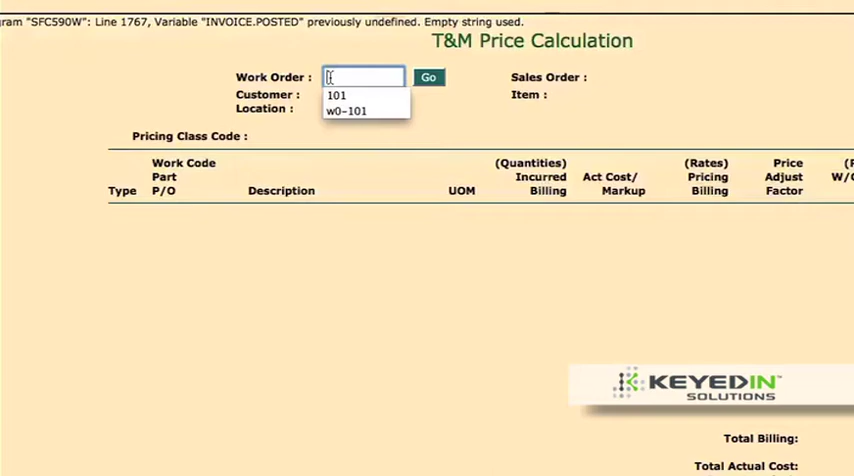 gram "SFC590W": Line 1767, Variable "INVOICE.POSTED" previously undefined. Empty string used.
T&M Price Calculation
Work Order : Go Sales Order :
101
w0-101
Customer : Item :
Location :
Pricing Class Code :
Work Code (Quantities) (Rates) Price
Part Incurred Act Cost/ Pricing Adjust W/O
Type P/O Description UOM Billing Markup Billing Factor
KEYEDIN™
SOLUTIONS
Total Billing:
Total Actual Cost: